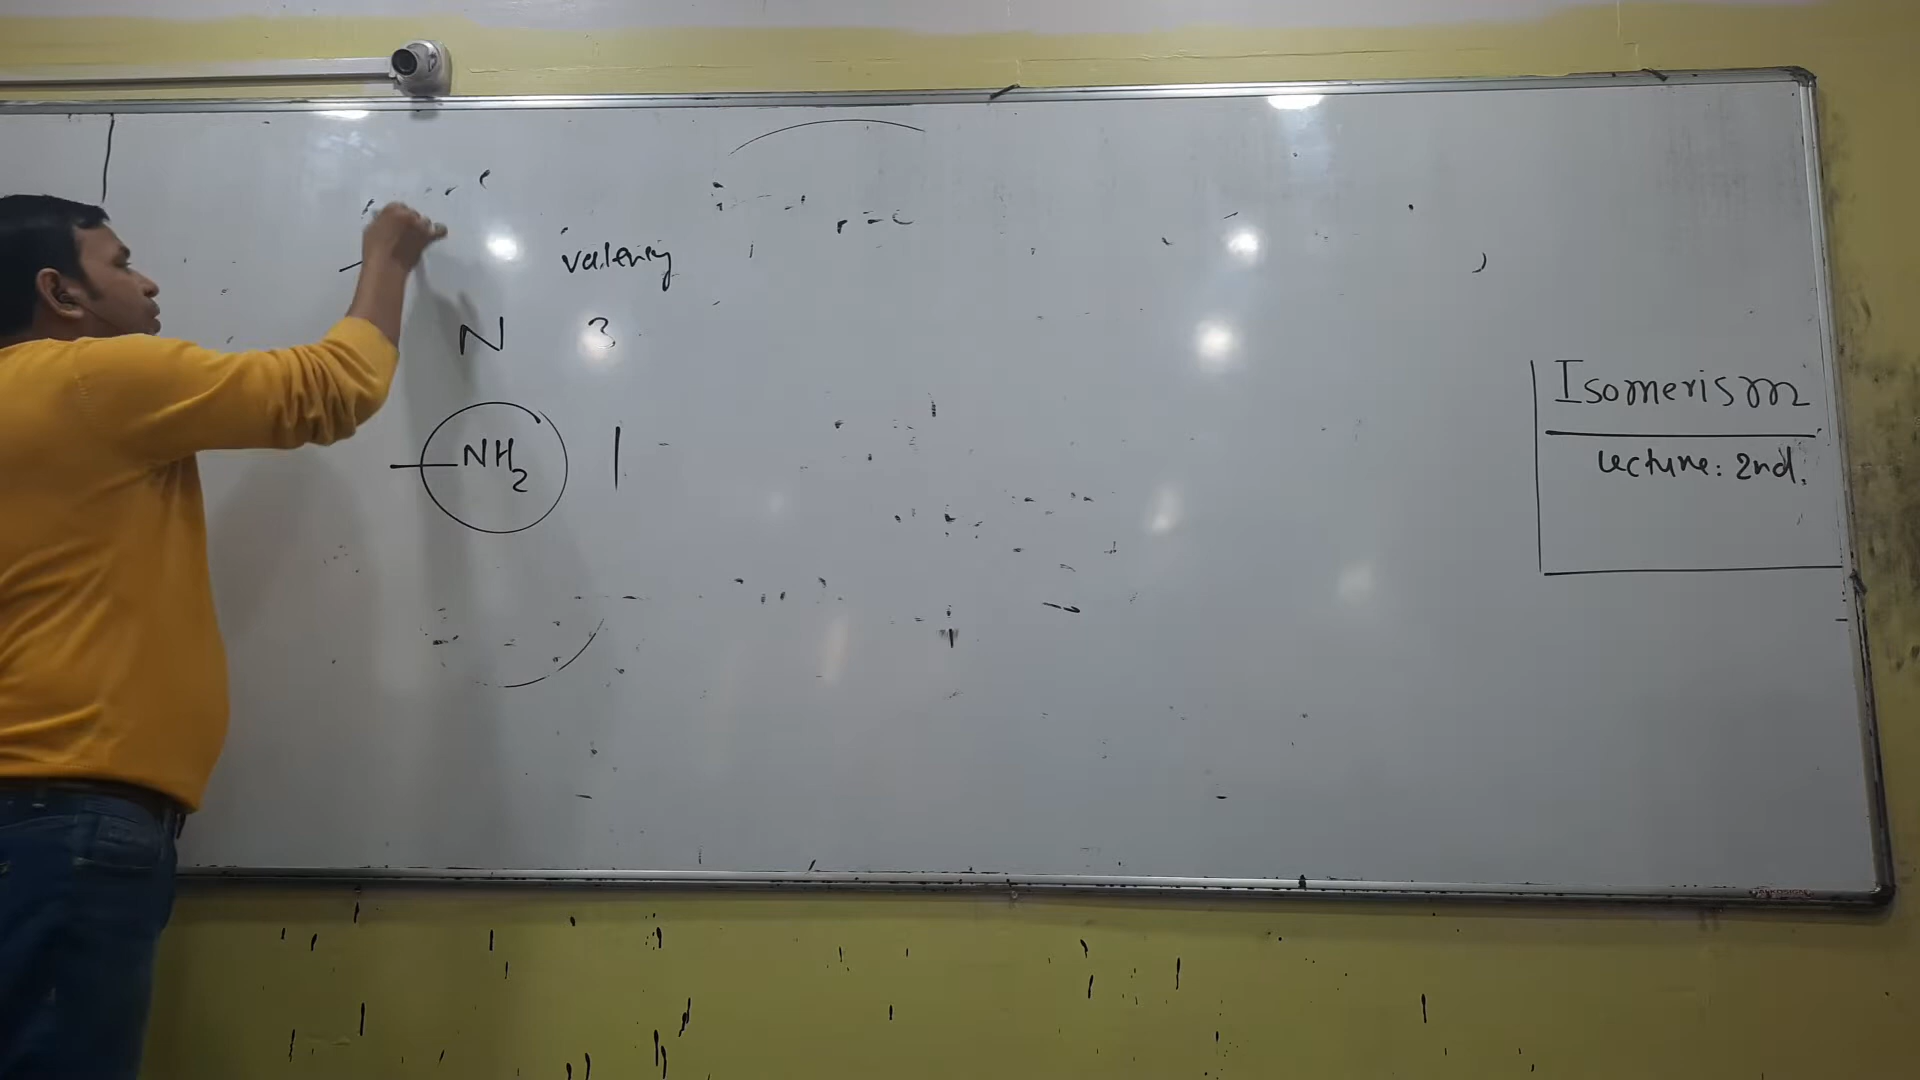 valency
N 3
NH2 1
Isomerism
Lecture: 2nd.